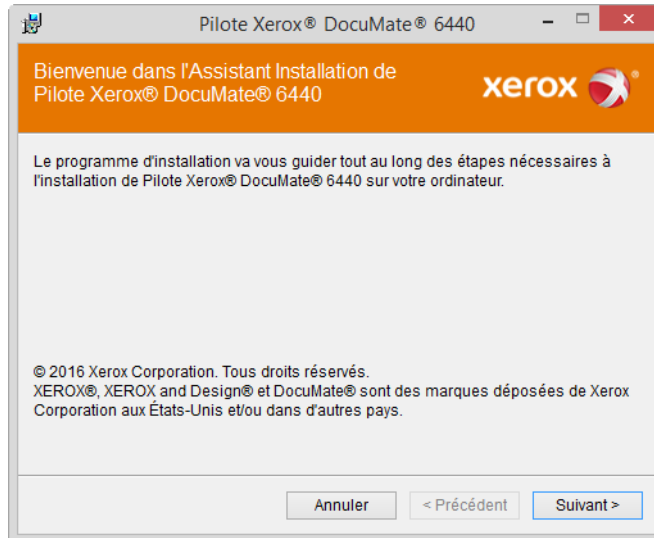 Pilote Xerox® DocuMate® 6440
Bienvenue dans l'Assistant Installation de
Pilote Xerox® DocuMate® 6440
xerox ®
Le programme d'installation va vous guider tout au long des étapes nécessaires à
l'installation de Pilote Xerox® DocuMate® 6440 sur votre ordinateur.
© 2016 Xerox Corporation. Tous droits réservés.
XEROX®, XEROX and Design® et DocuMate® sont des marques déposées de Xerox
Corporation aux États-Unis et/ou dans d'autres pays.
Annuler < Précédent Suivant >